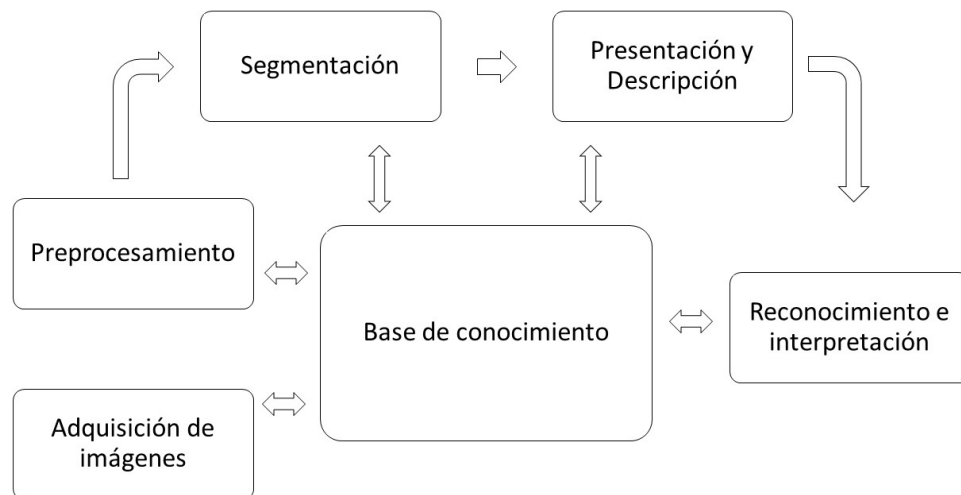 Segmentación
Presentación y
Descripción
Preprocesamiento
Base de conocimiento
Reconocimiento e
interpretación
Adquisición de
imágenes